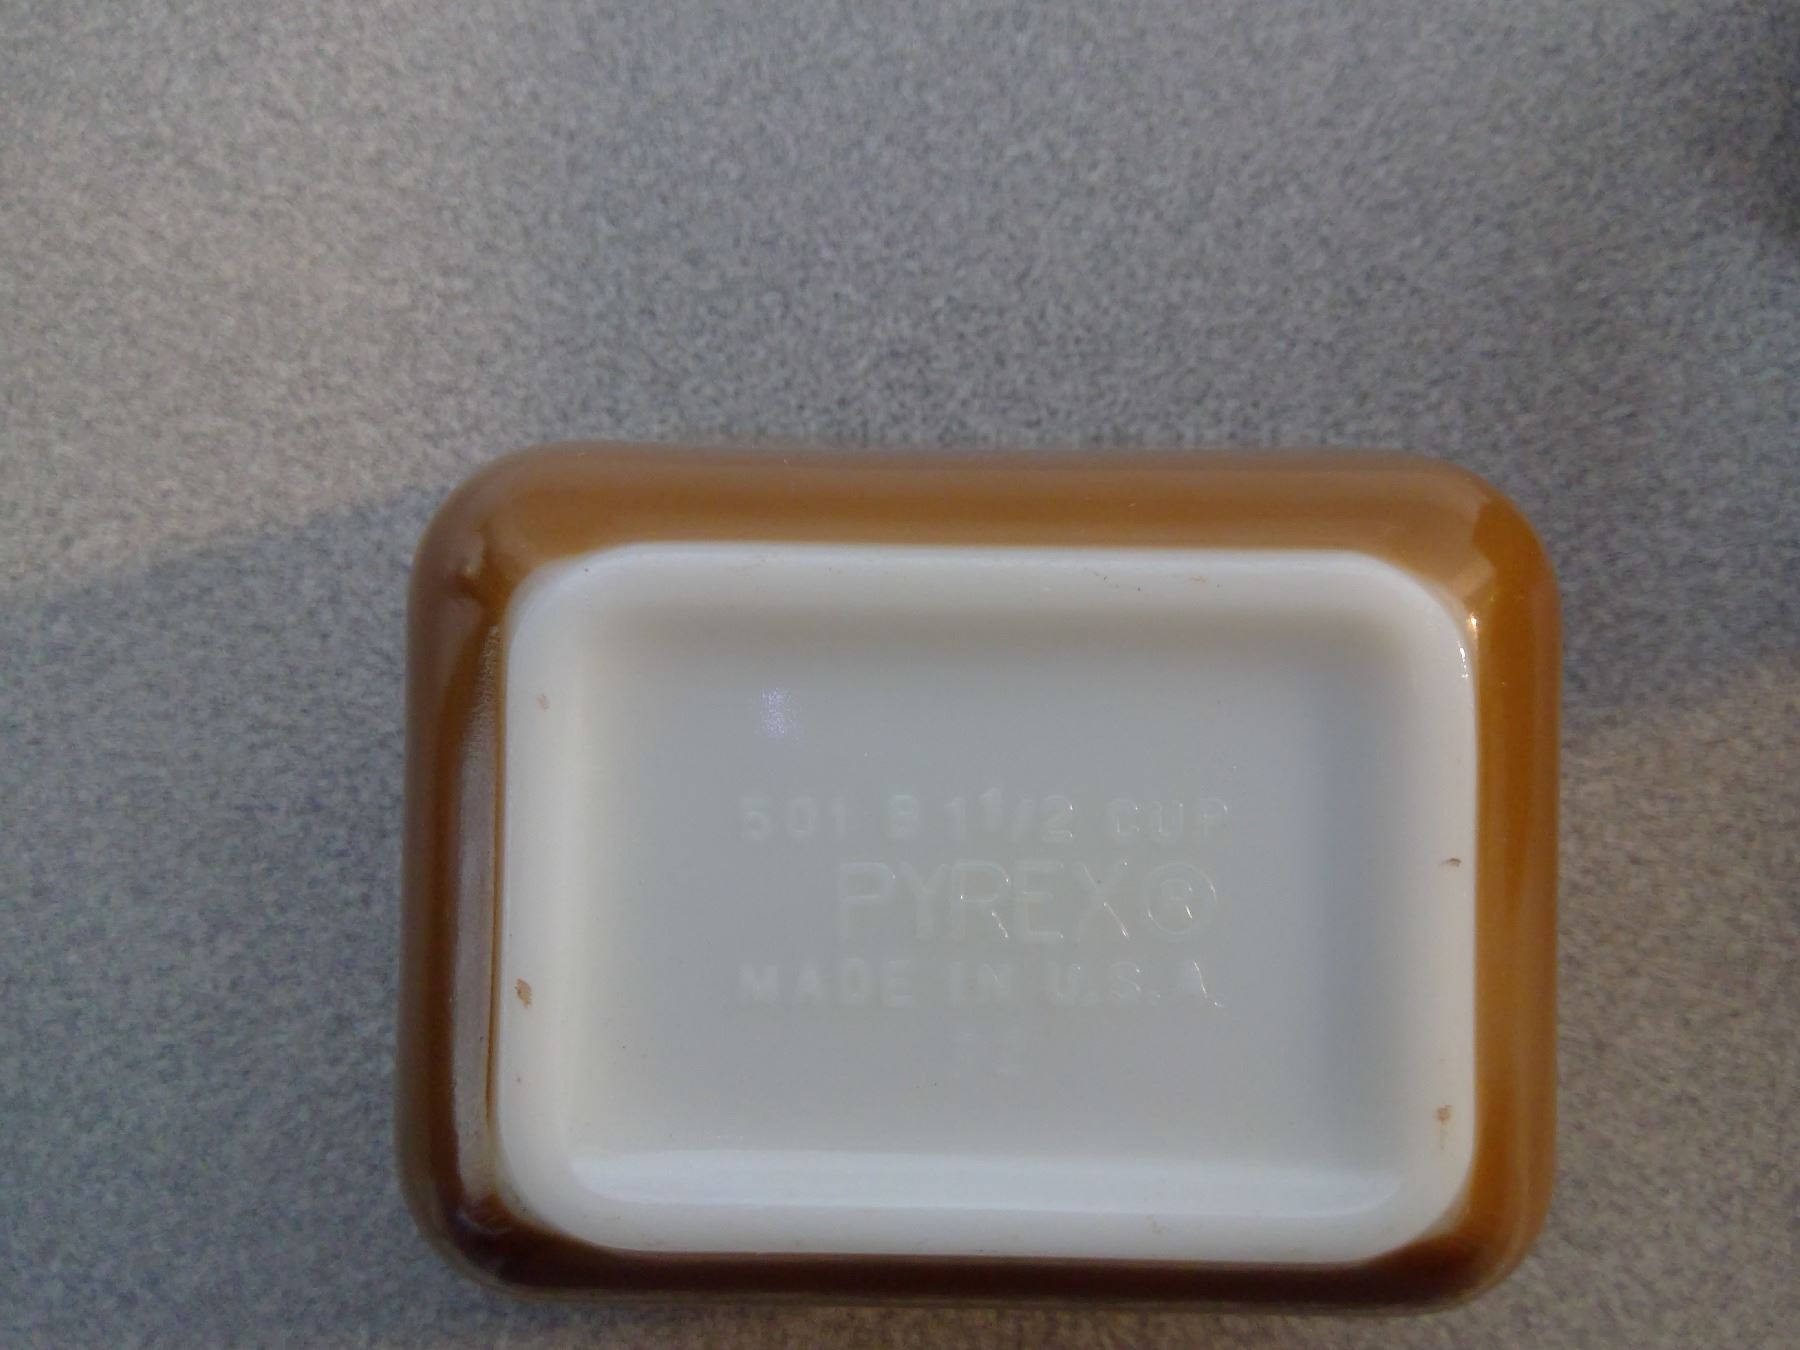 501 B 1 1/2 CUP
PYREX®
MADE IN U.S.A.